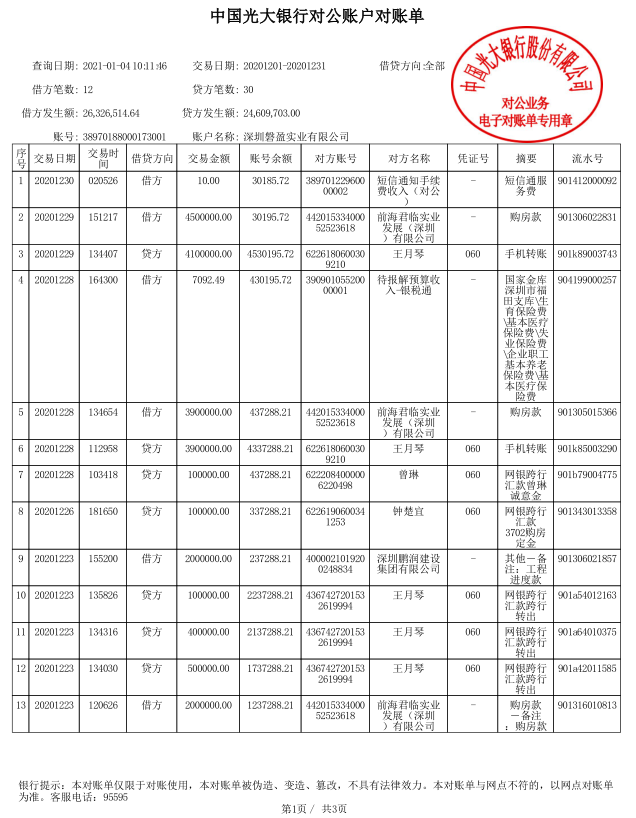 中国光大银行对公账户对账单
查询日期: 2021-01-04 10:11:46 交易日期: 20201201-20201231 借贷方向:全部
借方笔数: 12 贷方笔数: 30
借方发生额: 26,326,514.64 贷方发生额: 24,609,703.00
账号: 38970188000173001 账户名称: 深圳磐盈实业有限公司
中国光大银行股份有限公司
对公业务
电子对账单专用章
序号 交易日期 交易时间 借贷方向 交易金额 账号余额 对方账号 对方名称 凭证号 摘要 流水号
1 20201230 020526 借方 10.00 30185.72 38970122960000002 短信通知手续费收入（对公） - 短信通服务费 901412000092
2 20201229 151217 借方 4500000.00 30195.72 44201533400052523618 前海君临实业发展（深圳）有限公司 - 购房款 901306022831
3 20201229 134407 贷方 4100000.00 4530195.72 6226180600309210 王月琴 060 手机转账 901k89003743
4 20201228 164300 借方 7092.49 430195.72 39090105520000001 待报解预算收入-银税通 - 国家金库深圳市福田支库\生育保险费\基本医疗保险费\失业保险费\企业职工基本养老保险费\基本医疗保险费 904199000257
5 20201228 134654 借方 3900000.00 437288.21 44201533400052523618 前海君临实业发展（深圳）有限公司 - 购房款 901305015366
6 20201228 112958 贷方 3900000.00 4337288.21 6226180600309210 王月琴 060 手机转账 901k85003290
7 20201228 103418 贷方 100000.00 437288.21 6222084000006220498 曾琳 060 网银跨行汇款曾琳诚意金 901b79004775
8 20201226 181650 贷方 100000.00 337288.21 6226190600341253 钟楚宜 060 网银跨行汇款3702购房定金 901343013358
9 20201223 155200 借方 2000000.00 237288.21 4000021019200248834 深圳鹏润建设集团有限公司 - 其他－备注：工程进度款 901306021857
10 20201223 135826 贷方 100000.00 2237288.21 4367427201532619994 王月琴 060 网银跨行汇款跨行转出 901a54012163
11 20201223 134316 贷方 400000.00 2137288.21 4367427201532619994 王月琴 060 网银跨行汇款跨行转出 901a64010375
12 20201223 134030 贷方 500000.00 1737288.21 4367427201532619994 王月琴 060 网银跨行汇款跨行转出 901a42011585
13 20201223 120626 借方 2000000.00 1237288.21 44201533400052523618 前海君临实业发展（深圳）有限公司 - 购房款－备注：购房款 901316010813
银行提示：本对账单仅限于对账使用，本对账单被伪造、变造、篡改，不具有法律效力。本对账单与网点不符的，以网点对账单
为准。客服电话：95595
第1页 / 共3页